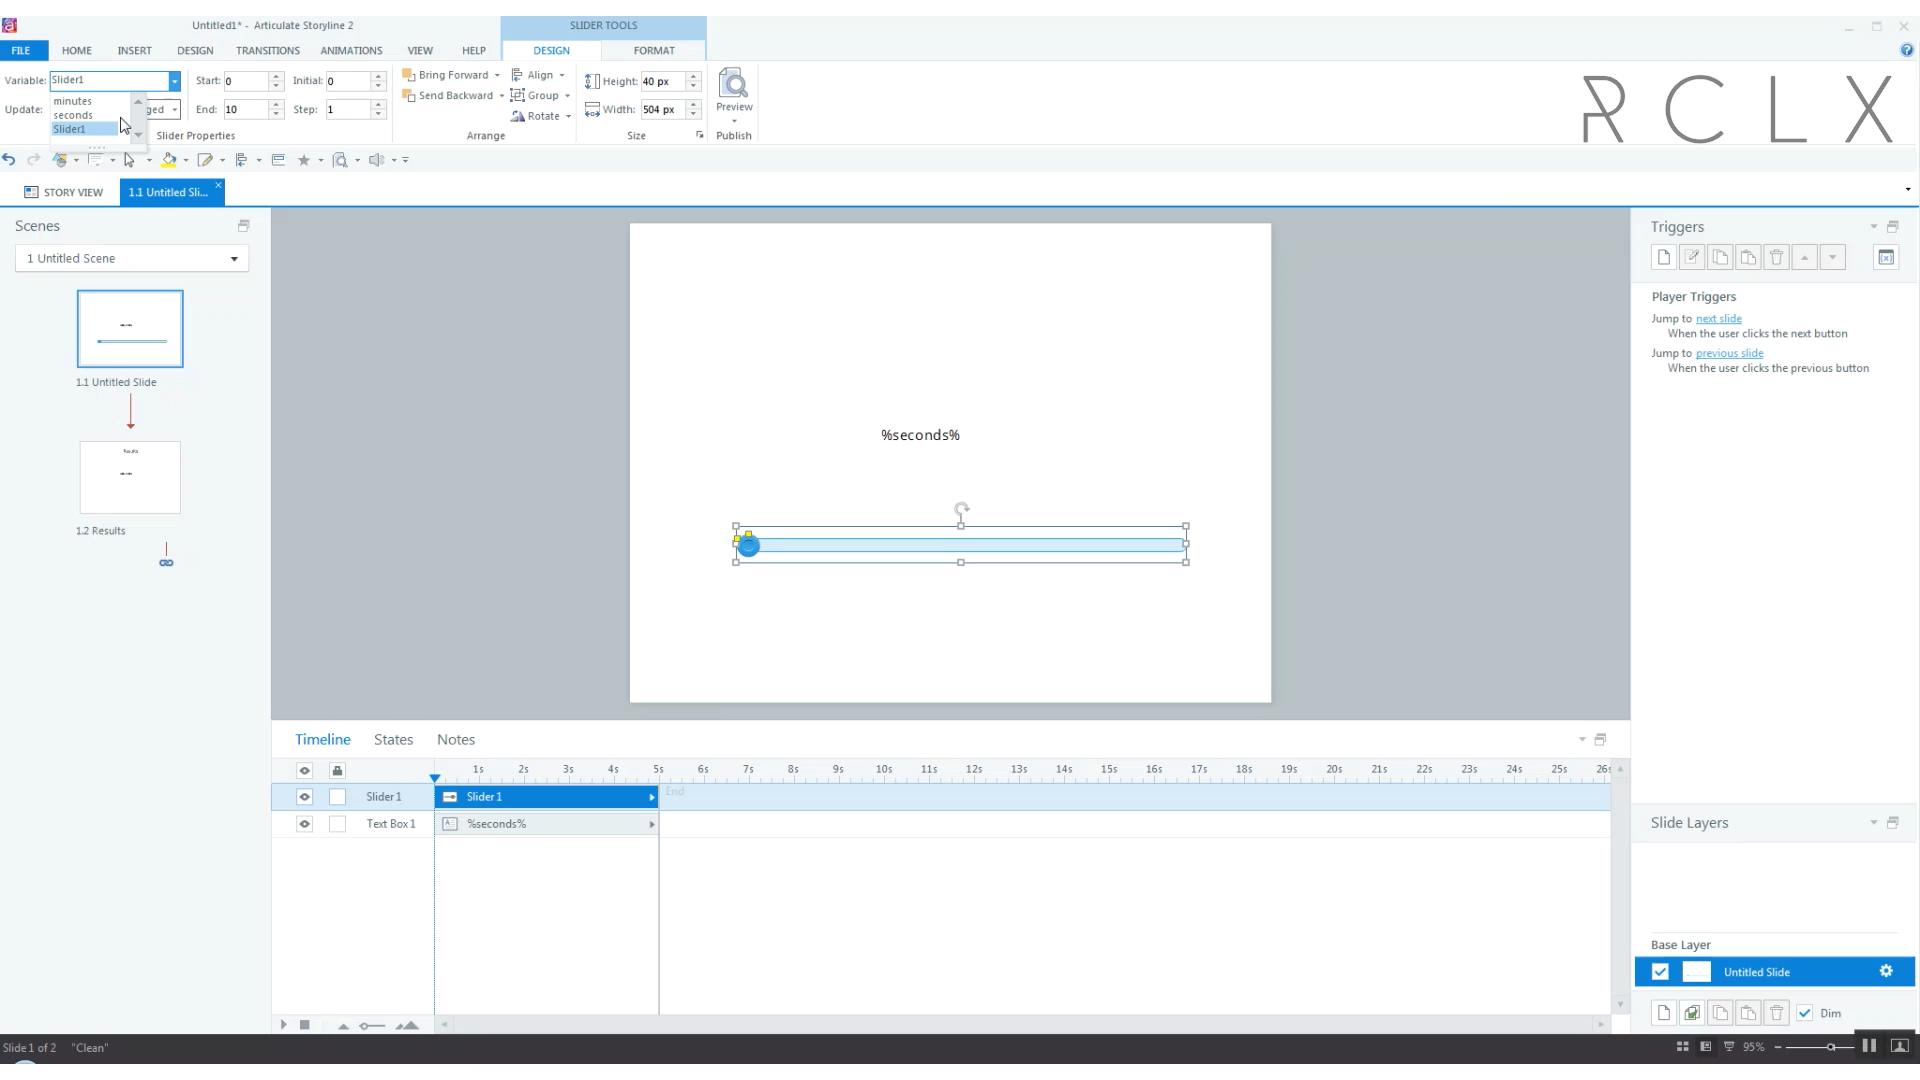 Untitled1* - Articulate Storyline 2
SLIDER TOOLS
FILE HOME INSERT DESIGN TRANSITIONS ANIMATIONS VIEW HELP DESIGN FORMAT
Variable: Slider1
Start: 0
Initial: 0
Bring Forward
Align
Height: 40 px
minutes
seconds
Slider1
Update:
ged
End: 10
Step: 1
Send Backward
Group
Rotate
Width: 504 px
Preview
Slider Properties
Arrange
Size
Publish
RCLX
STORY VIEW
1.1 Untitled Sli...
Scenes
1 Untitled Scene
1.1 Untitled Slide
Results
1.2 Results
%seconds%
Triggers
Player Triggers
Jump to next slide
When the user clicks the next button
Jump to previous slide
When the user clicks the previous button
Timeline States Notes
1s 2s 3s 4s 5s 6s 7s 8s 9s 10s 11s 12s 13s 14s 15s 16s 17s 18s 19s 20s 21s 22s 23s 24s 25s 26s
Slider1
Slider1
End
Text Box 1
%seconds%
Slide Layers
Base Layer
Untitled Slide
Dim
Slide 1 of 2 "Clean"
95%